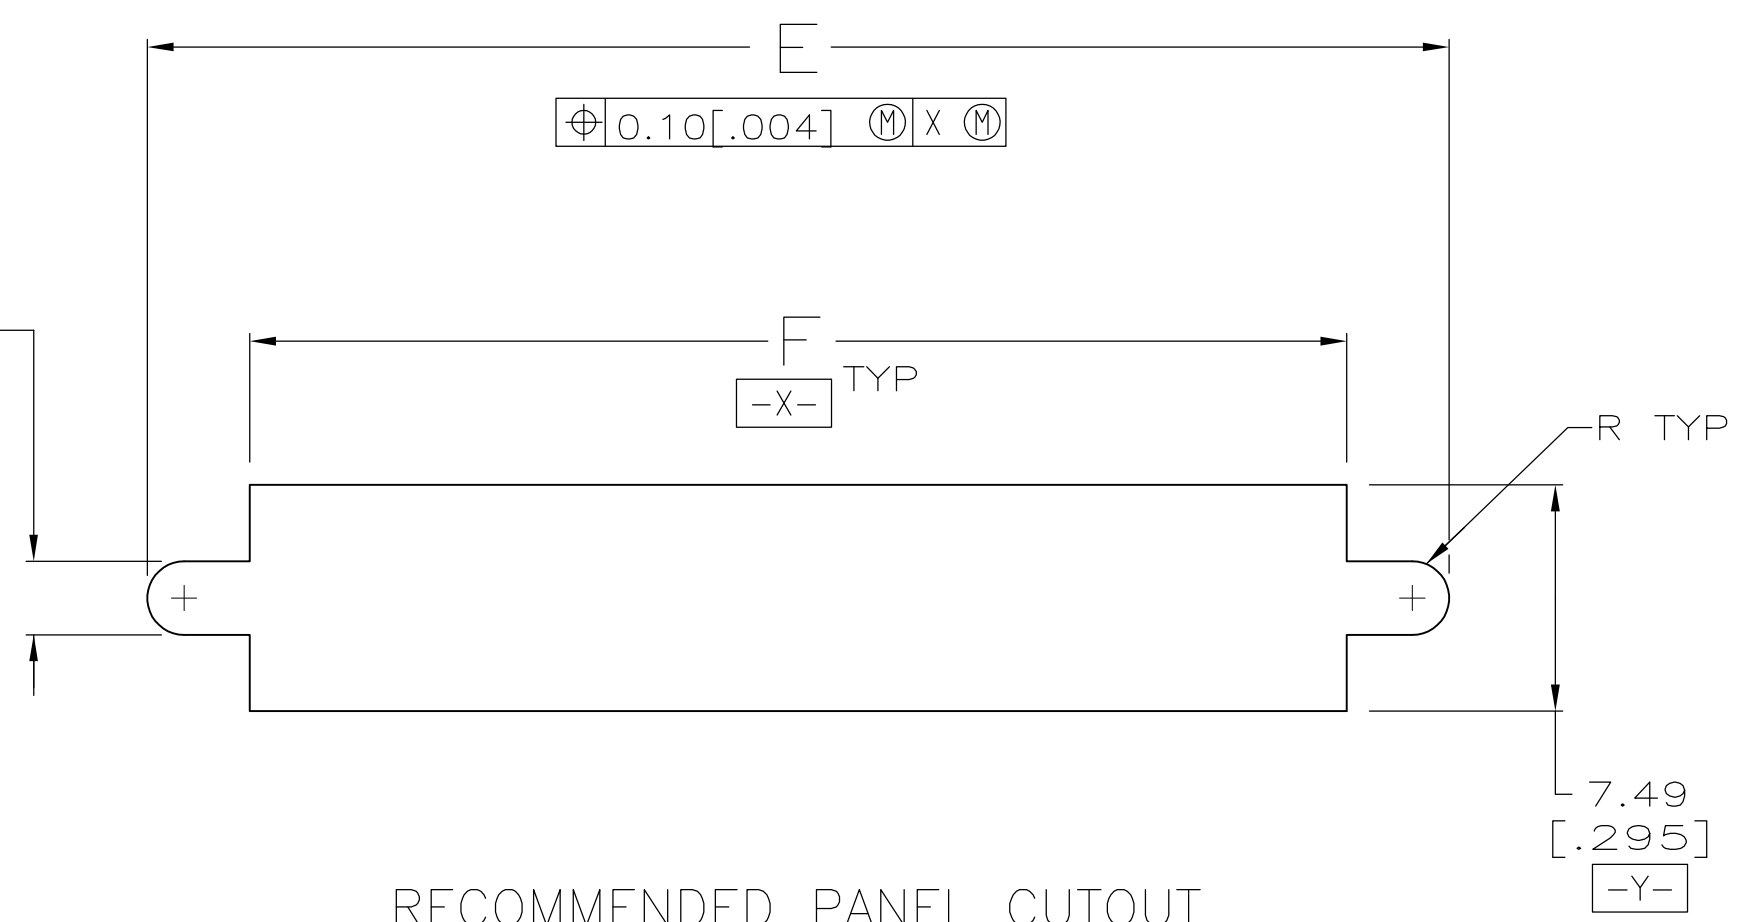 E
⌖ 0.10[.004] Ⓜ X Ⓜ
F
-X- TYP
R TYP
7.49
[.295]
-Y-
RECOMMENDED PANEL CUTOUT